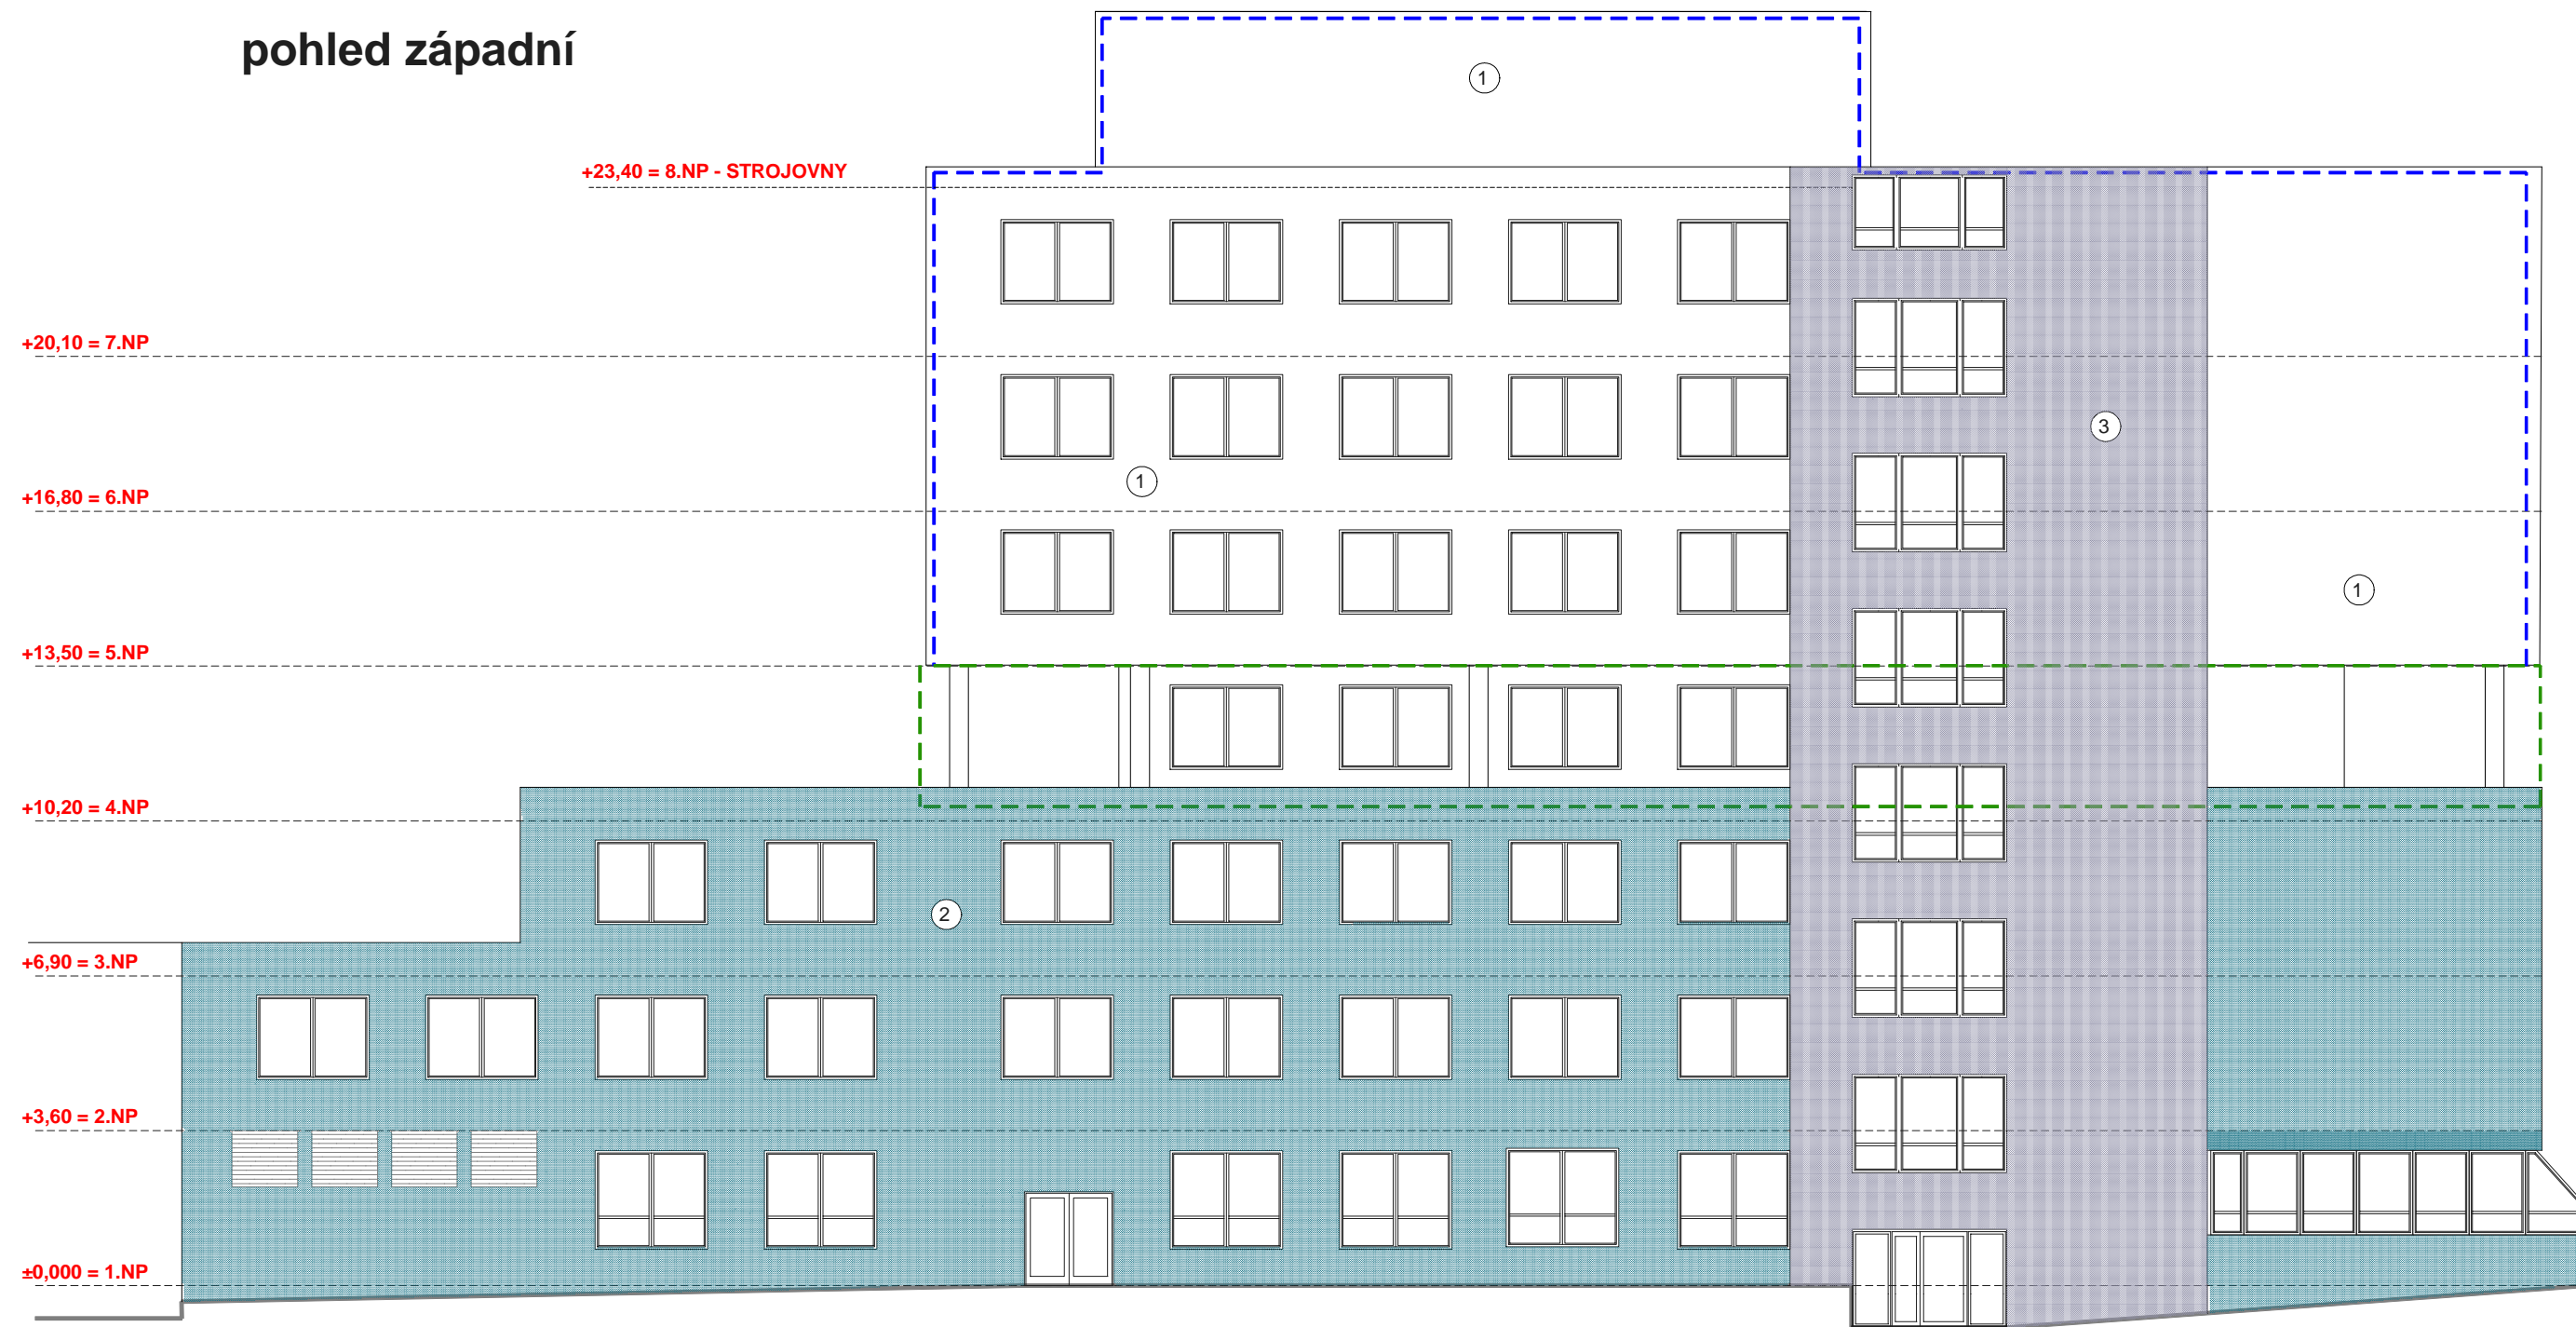 pohled západní
1
+23,40 = 8.NP - STROJOVNY
+20,10 = 7.NP
3
1
+16,80 = 6.NP
1
+13,50 = 5.NP
+10,20 = 4.NP
2
+6,90 = 3.NP
+3,60 = 2.NP
±0,000 = 1.NP